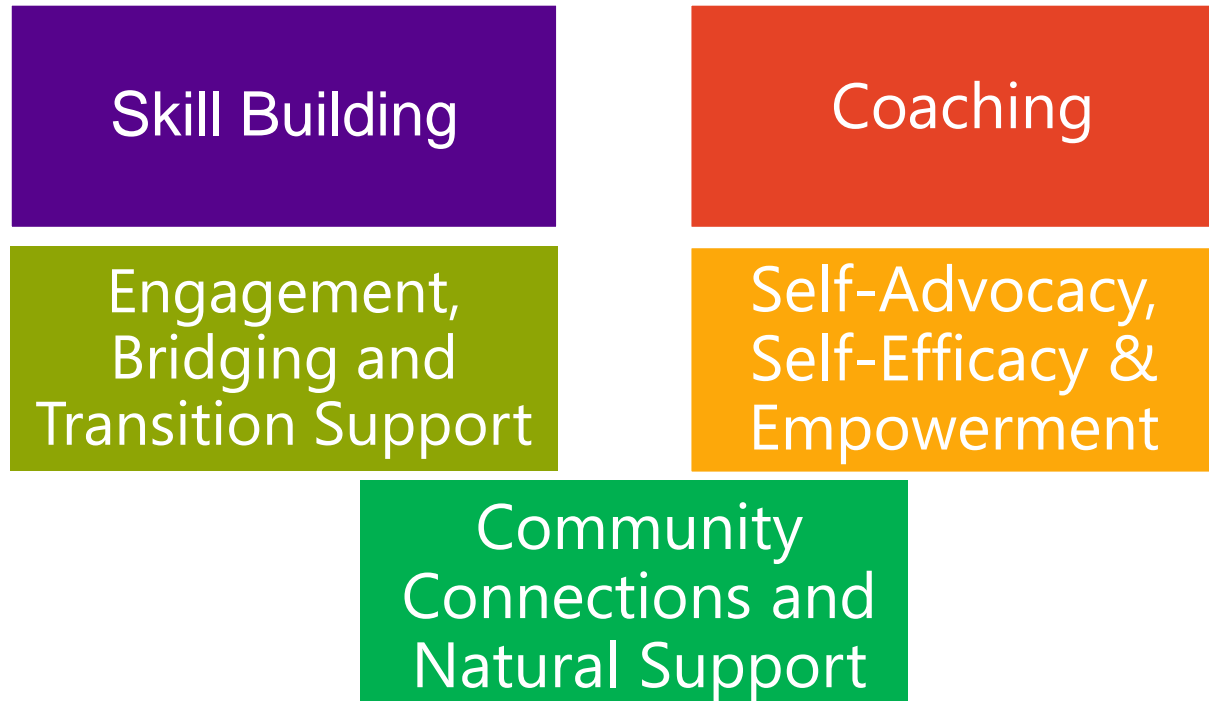 Skill Building
Coaching
Engagement,
Bridging and
Transition Support
Self-Advocacy,
Self-Efficacy &
Empowerment
Community
Connections and
Natural Support